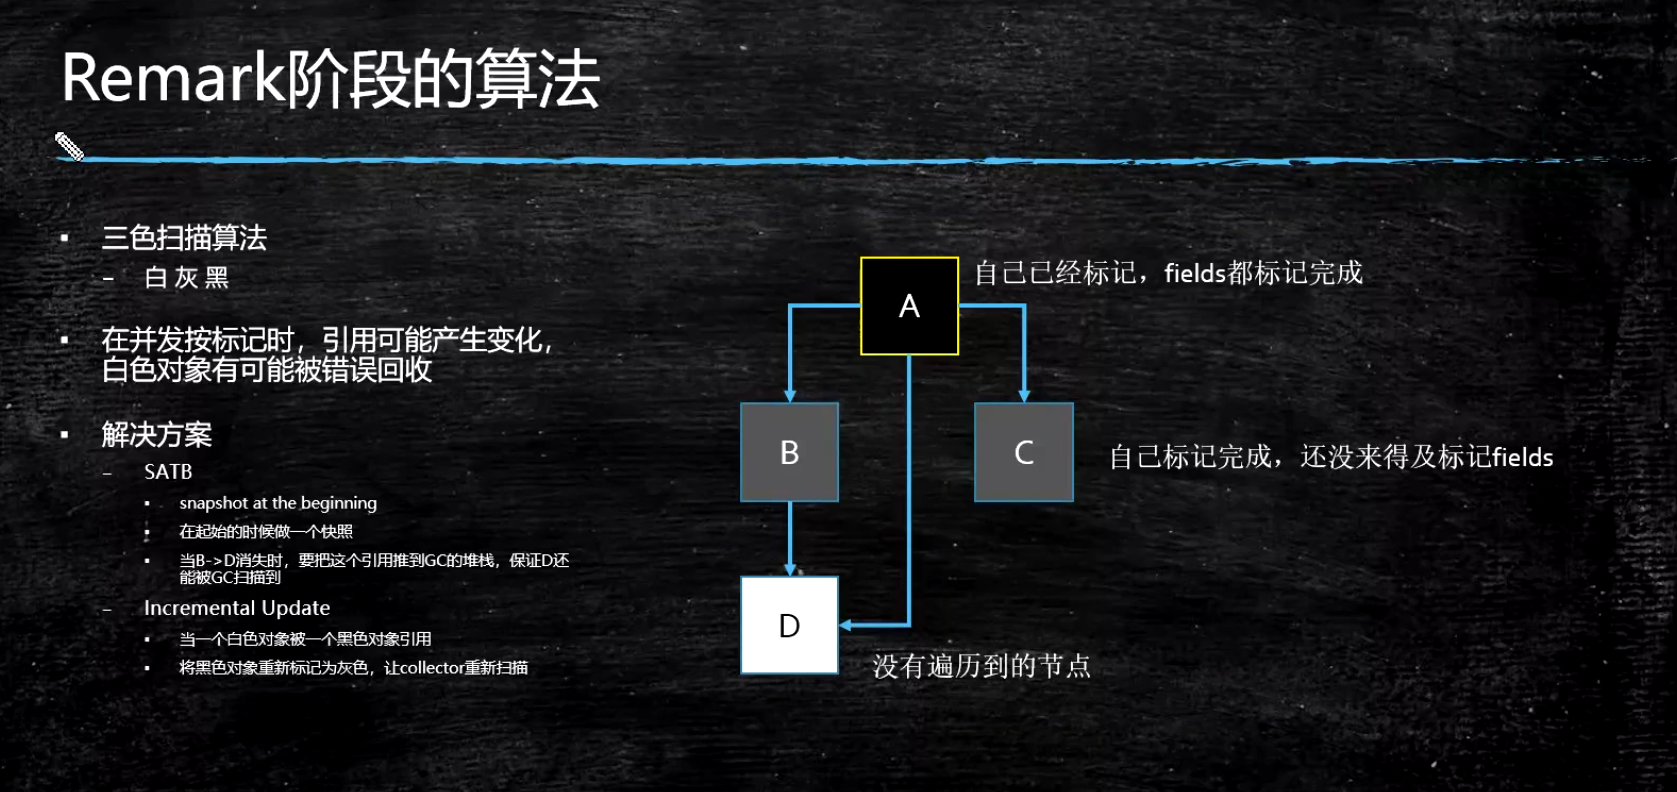 Remark阶段的算法
三色扫描算法
白 灰 黑
在并发按标记时，引用可能产生变化，
白色对象有可能被错误回收
解决方案
SATB
snapshot at the beginning
在起始的时候做一个快照
当B->D消失时，要把这个引用推到GC的堆栈，保证D还
能被GC扫描到
Incremental Update
当一个白色对象被一个黑色对象引用
将黑色对象重新标记为灰色，让collector重新扫描
A
自己已经标记，fields都标记完成
B
C
自己标记完成，还没来得及标记fields
D
没有遍历到的节点